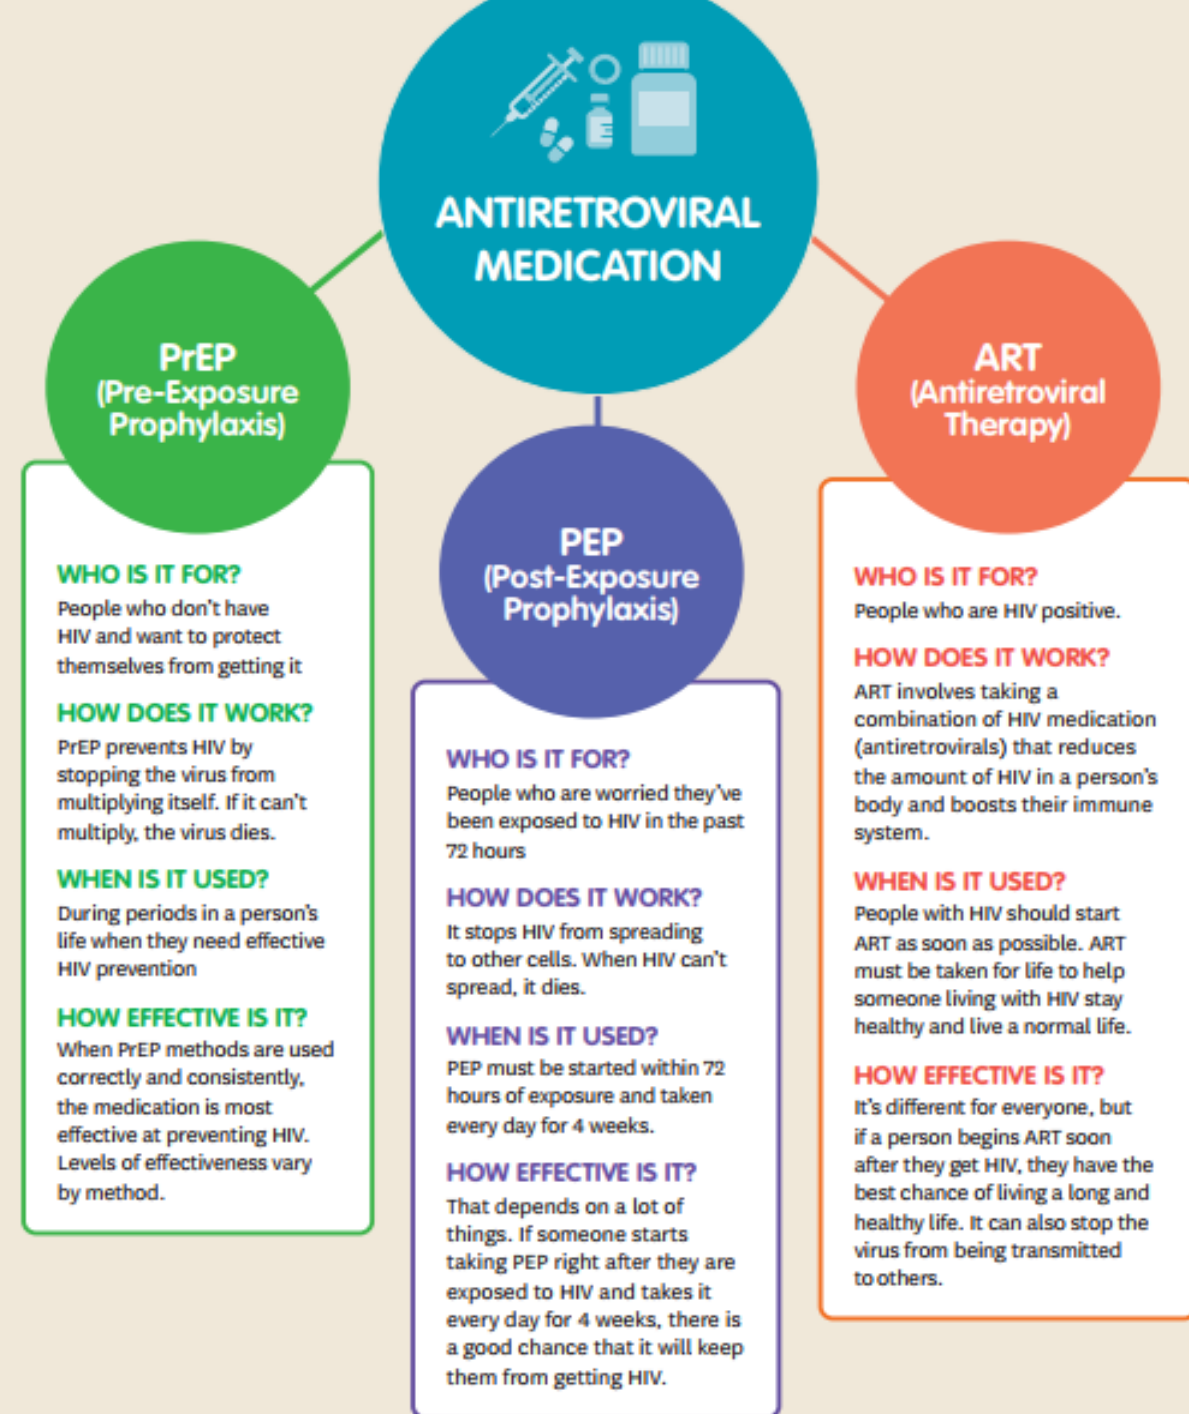 ANTIRETROVIRAL
MEDICATION
PrEP
(Pre-Exposure
Prophylaxis)
WHO IS IT FOR?
People who don't have
HIV and want to protect
themselves from getting it
HOW DOES IT WORK?
PrEP prevents HIV by
stopping the virus from
multiplying itself. If it can't
multiply, the virus dies.
WHEN IS IT USED?
During periods in a person's
life when they need effective
HIV prevention
HOW EFFECTIVE IS IT?
When PrEP methods are used
correctly and consistently,
the medication is most
effective at preventing HIV.
Levels of effectiveness vary
by method.
PEP
(Post-Exposure
Prophylaxis)
WHO IS IT FOR?
People who are worried they've
been exposed to HIV in the past
72 hours
HOW DOES IT WORK?
It stops HIV from spreading
to other cells. When HIV can't
spread, it dies.
WHEN IS IT USED?
PEP must be started within 72
hours of exposure and taken
every day for 4 weeks.
HOW EFFECTIVE IS IT?
That depends on a lot of
things. If someone starts
taking PEP right after they are
exposed to HIV and takes it
every day for 4 weeks, there is
a good chance that it will keep
them from getting HIV.
ART
(Antiretroviral
Therapy)
WHO IS IT FOR?
People who are HIV positive.
HOW DOES IT WORK?
ART involves taking a
combination of HIV medication
(antiretrovirals) that reduces
the amount of HIV in a person's
body and boosts their immune
system.
WHEN IS IT USED?
People with HIV should start
ART as soon as possible. ART
must be taken for life to help
someone living with HIV stay
healthy and live a normal life.
HOW EFFECTIVE IS IT?
It's different for everyone, but
if a person begins ART soon
after they get HIV, they have the
best chance of living a long and
healthy life. It can also stop the
virus from being transmitted
to others.